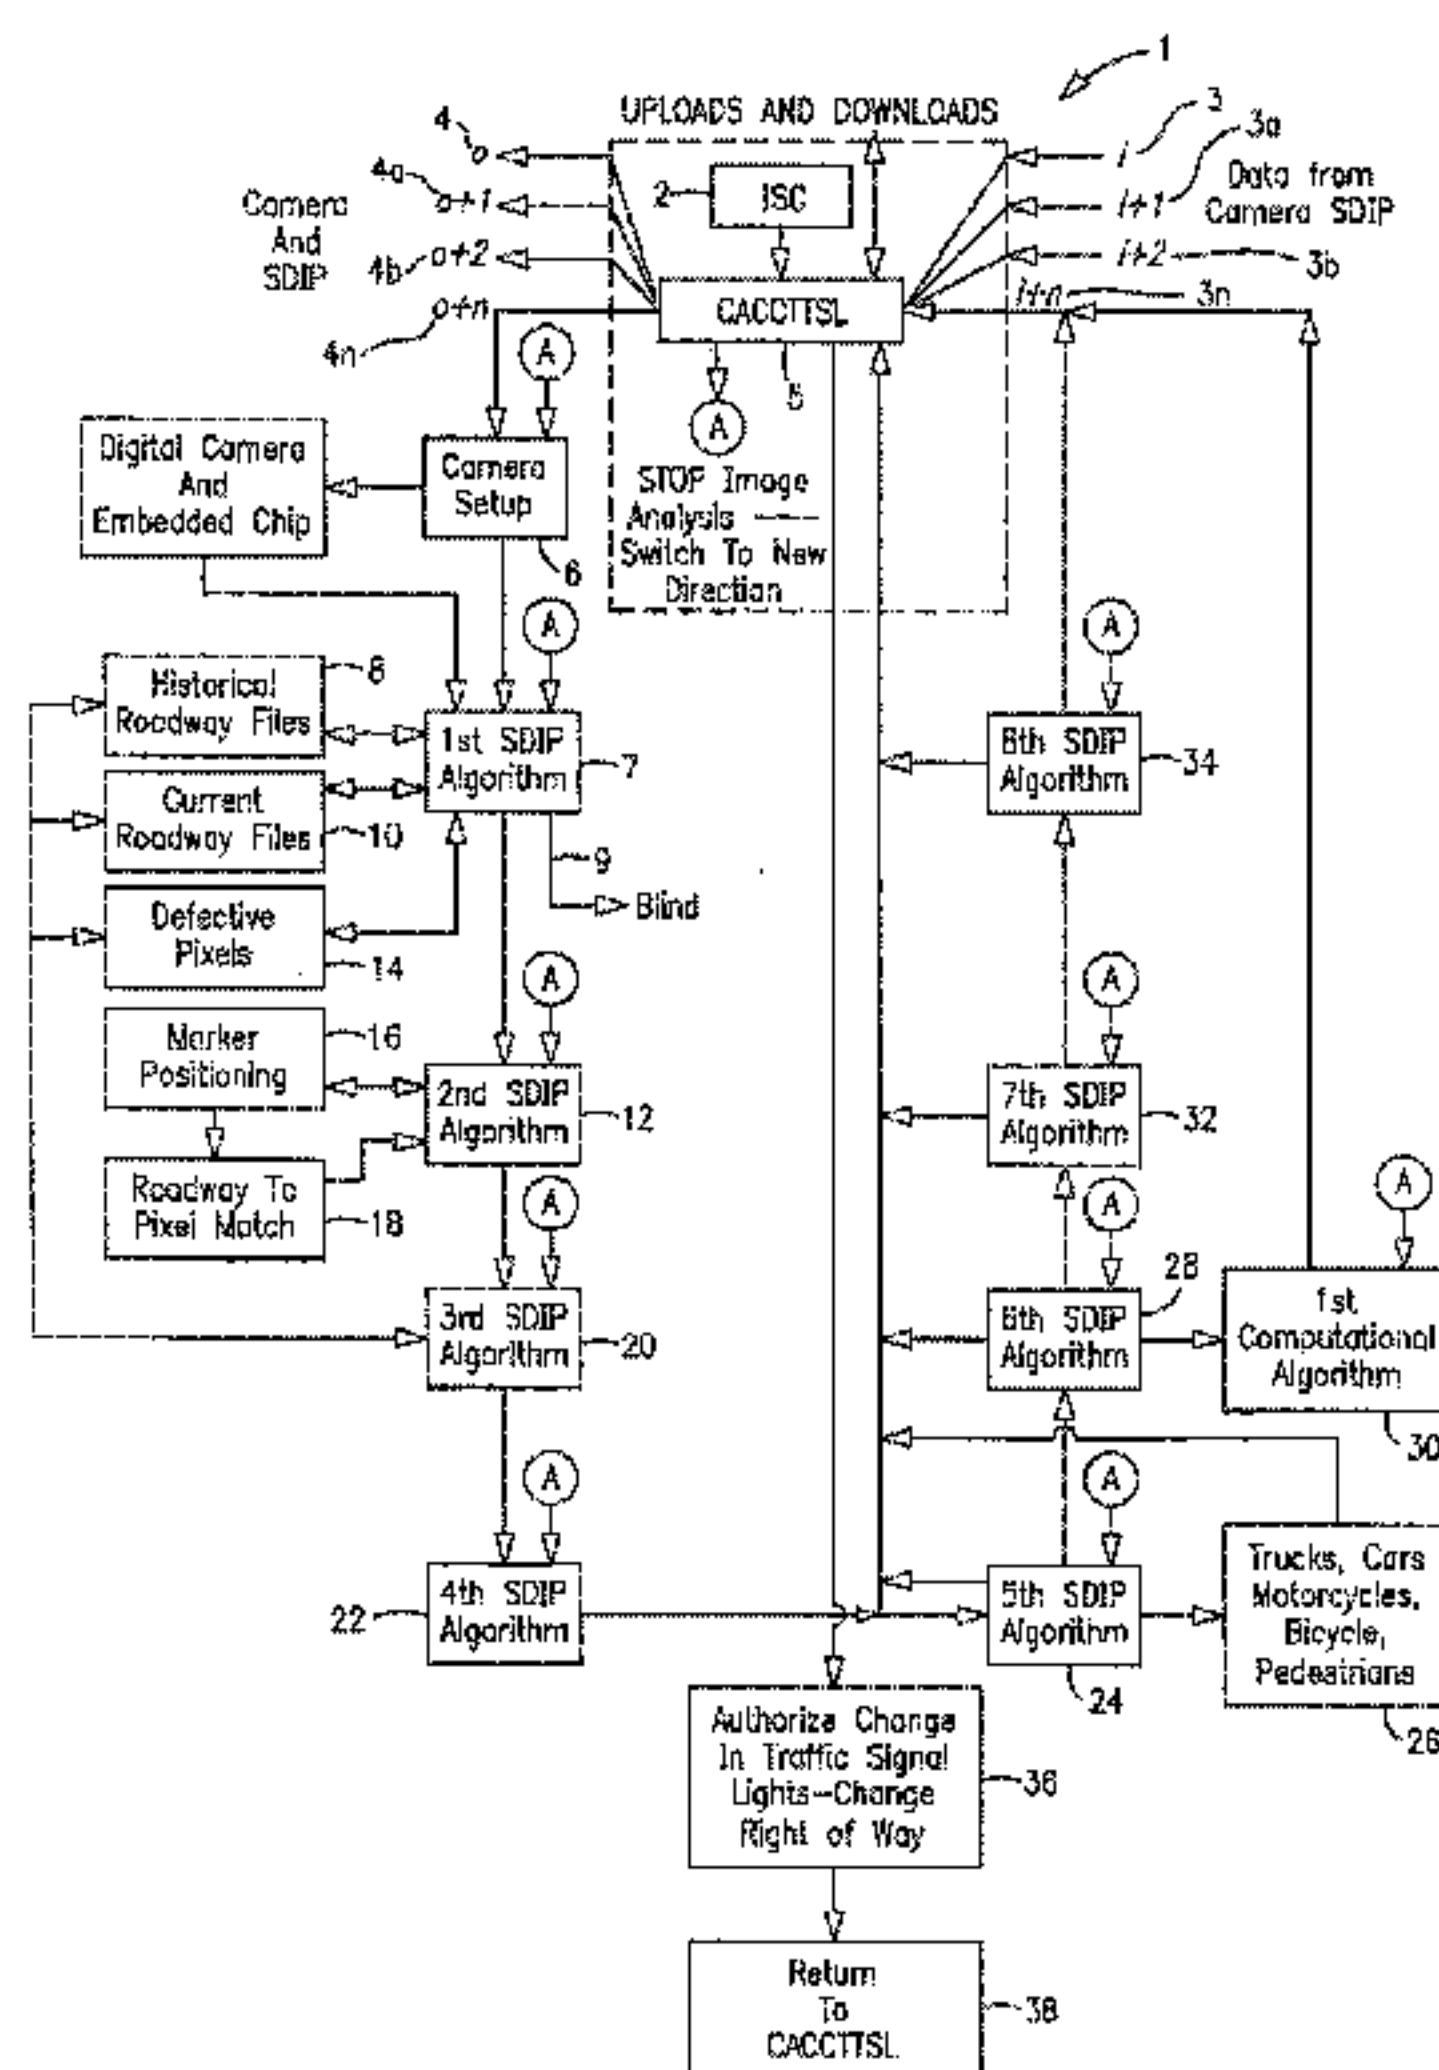 1
UPLOADS AND DOWNLOADS
4
o
4a
o+1
Camera
And
SDIP
4b
o+2
o+n
4n
2
ISC
CACCTTSL
5
3
i
3a
i+1
Data from
Camera SDIP
i+2
3b
i+n
3n
A
A
STOP Image
Analysis
Switch To New
Direction
Digital Camera
And
Embedded Chip
Camera
Setup
6
A
Historical
Roadway Files
8
1st SDIP
Algorithm
7
Current
Roadway Files
10
9
Blind
Defective
Pixels
14
A
Marker
Positioning
16
2nd SDIP
Algorithm
12
Roadway To
Pixel Match
18
A
3rd SDIP
Algorithm
20
A
4th SDIP
Algorithm
22
A
8th SDIP
Algorithm
34
A
7th SDIP
Algorithm
32
A
28
6th SDIP
Algorithm
A
1st
Computational
Algorithm
30
A
5th SDIP
Algorithm
24
Trucks, Cars
Motorcycles,
Bicycle,
Pedestrians
26
Authorize Change
In Traffic Signal
Lights-Change
Right of Way
36
Return
To
CACCTTSL
38